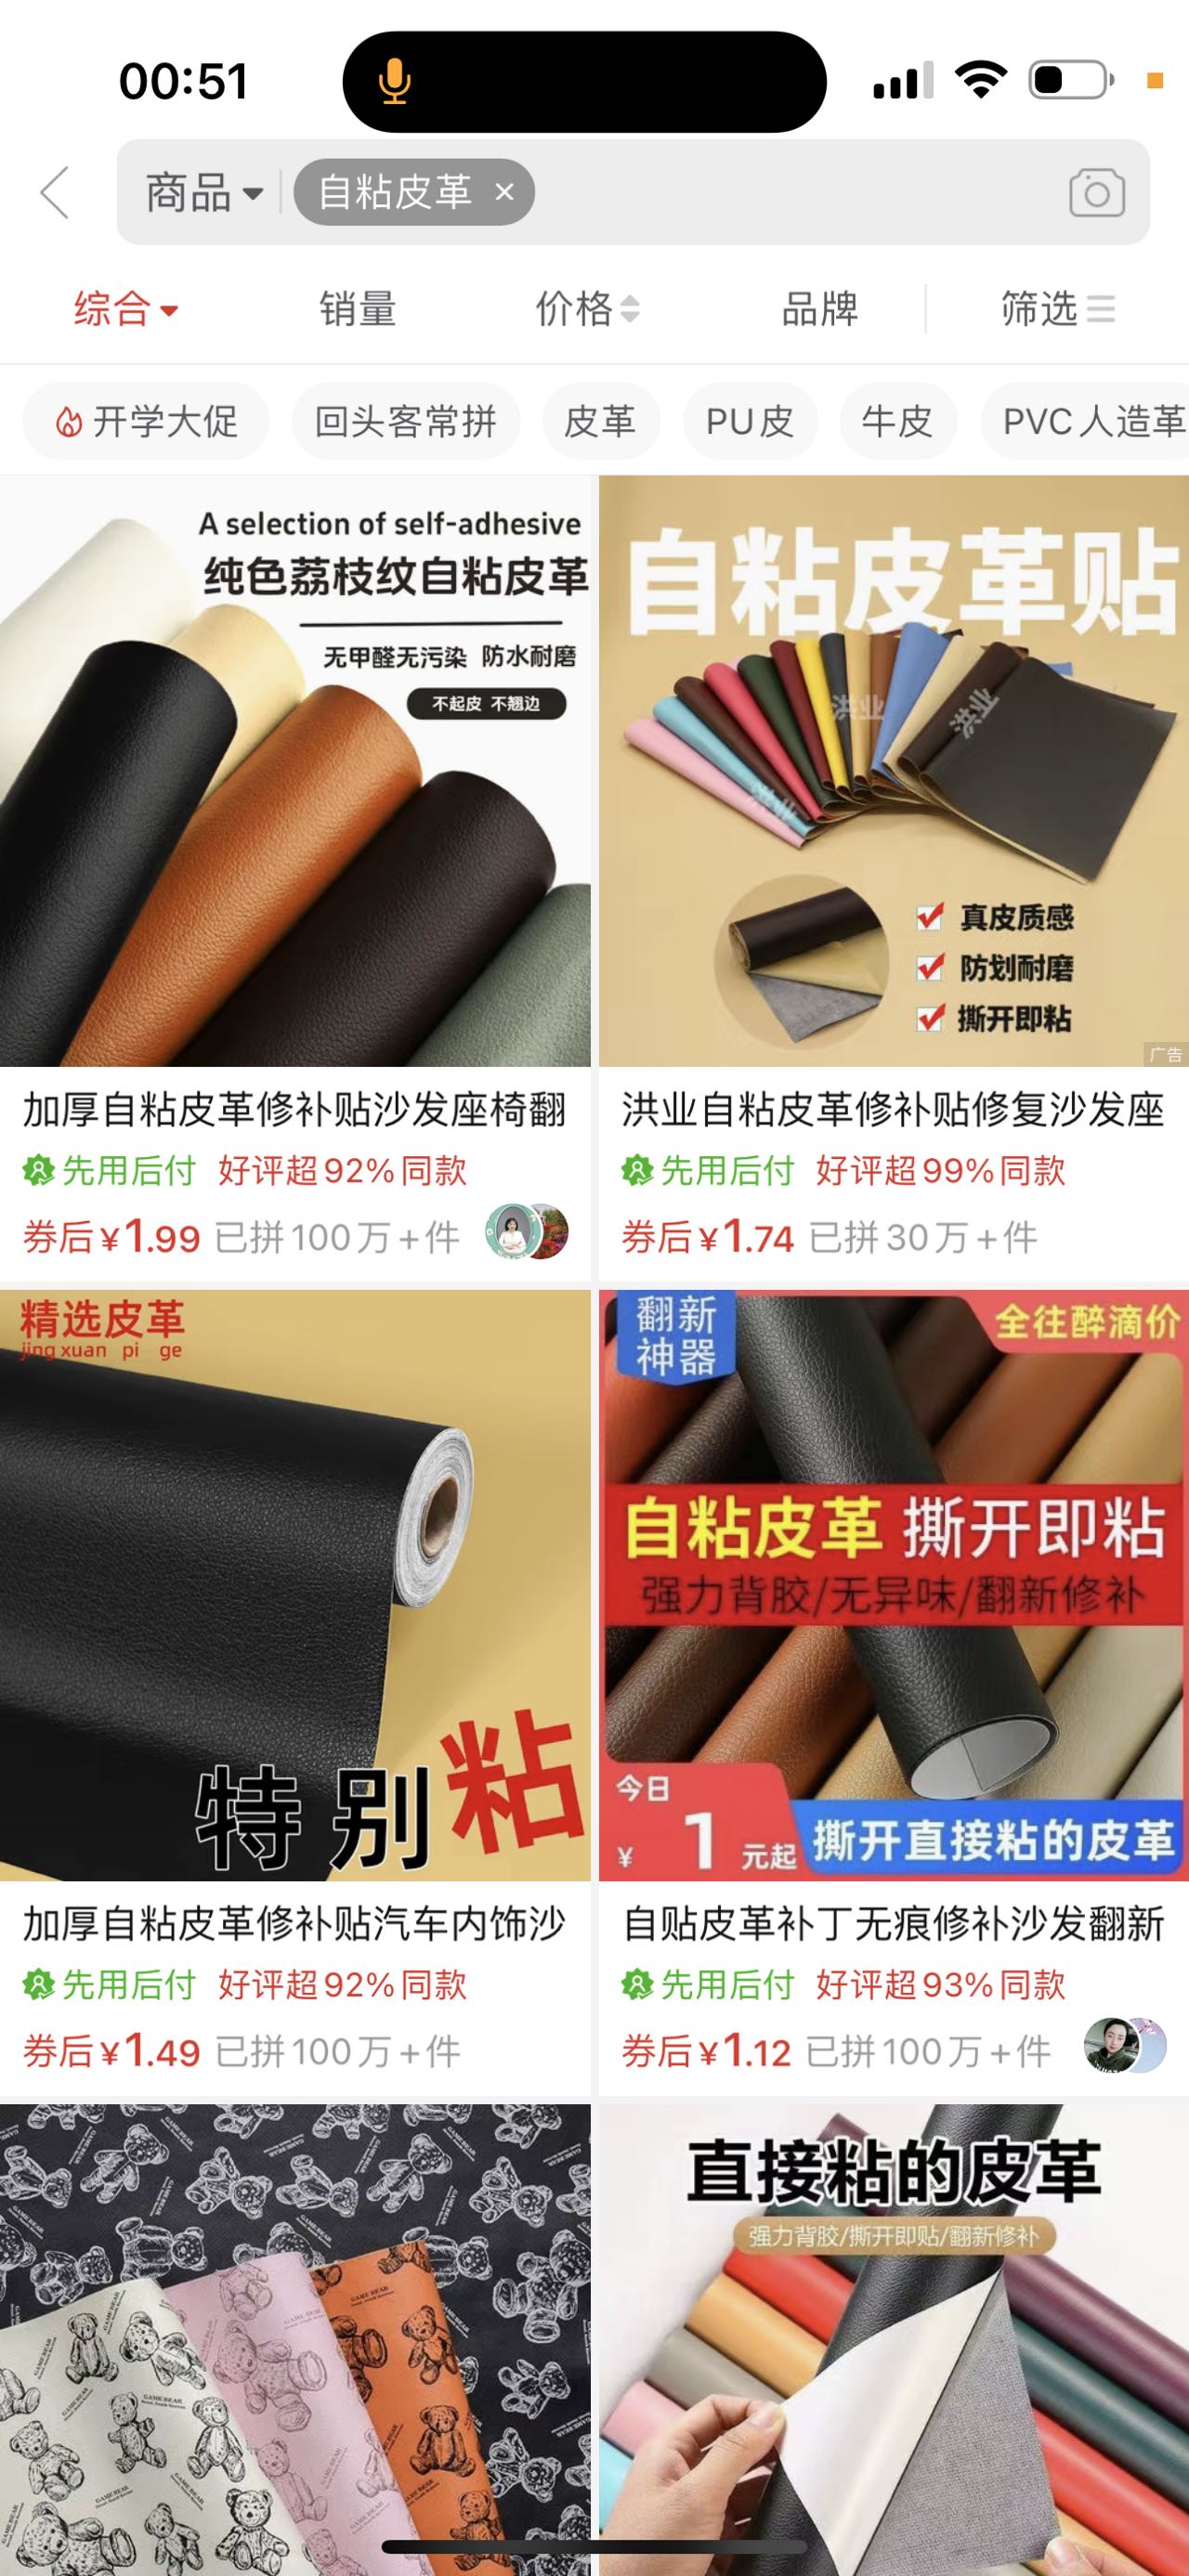 00:51
商品
自粘皮革 ×
综合
销量
价格
品牌
筛选
开学大促
回头客常拼
皮革
PU皮
牛皮
PVC人造革
A selection of self-adhesive
纯色荔枝纹自粘皮革
无甲醛无污染 防水耐磨
不起皮 不翘边
自粘皮革贴
洪业
洪业
洪业
真皮质感
防划耐磨
撕开即粘
广告
加厚自粘皮革修补贴沙发座椅翻
先用后付 好评超92%同款
券后¥1.99 已拼100万+件
洪业自粘皮革修补贴修复沙发座
先用后付 好评超99%同款
券后¥1.74 已拼30万+件
精选皮革
jing xuan pi ge
特别粘
翻新
神器
全往醉滴价
自粘皮革 撕开即粘
强力背胶/无异味/翻新修补
今日
¥1元起
撕开直接粘的皮革
加厚自粘皮革修补贴汽车内饰沙
先用后付 好评超92%同款
券后¥1.49 已拼100万+件
自贴皮革补丁无痕修补沙发翻新
先用后付 好评超93%同款
券后¥1.12 已拼100万+件
GAME BEAR
GAME BEAR
GAME BEAR
直接粘的皮革
强力背胶/撕开即贴/翻新修补